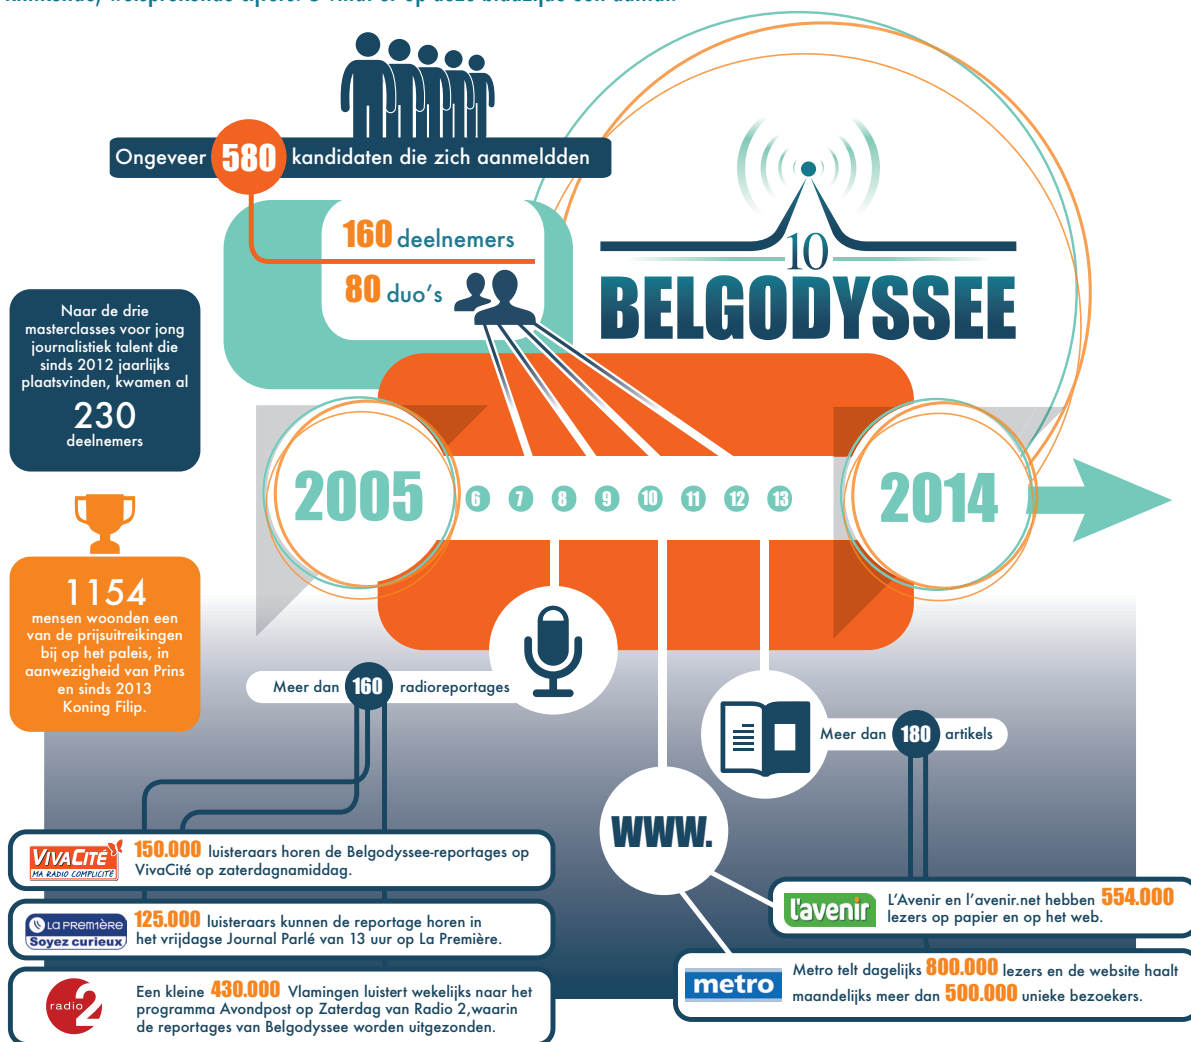 Ongeveer 580 kandidaten die zich aanmeldden
160 deelnemers
80 duo's
10
BELGODYSSEE
Naar de drie
masterclasses voor jong
journalistiek talent die
sinds 2012 jaarlijks
plaatsvinden, kwamen al
230
deelnemers
2005 6 7 8 9 10 11 12 13 2014
1154
mensen woonden een
van de prijsuitreikingen
bij op het paleis, in
aanwezigheid van Prins
en sinds 2013
Koning Filip.
Meer dan 160 radioreportages
Meer dan 180 artikels
WWW.
VIVACITÉ
MA RADIO COMPLICITÉ
150.000 luisteraars horen de Belgodyssee-reportages op
VivaCité op zaterdagnamiddag.
LA PREMIÈRE
Soyez curieux
125.000 luisteraars kunnen de reportage horen in
het vrijdagse Journal Parlé van 13 uur op La Première.
radio 2
Een kleine 430.000 Vlamingen luistert wekelijks naar het
programma Avondpost op Zaterdag van Radio 2,waarin
de reportages van Belgodyssee worden uitgezonden.
l'avenir
L'Avenir en l'avenir.net hebben 554.000
lezers op papier en op het web.
metro
Metro telt dagelijks 800.000 lezers en de website haalt
maandelijks meer dan 500.000 unieke bezoekers.